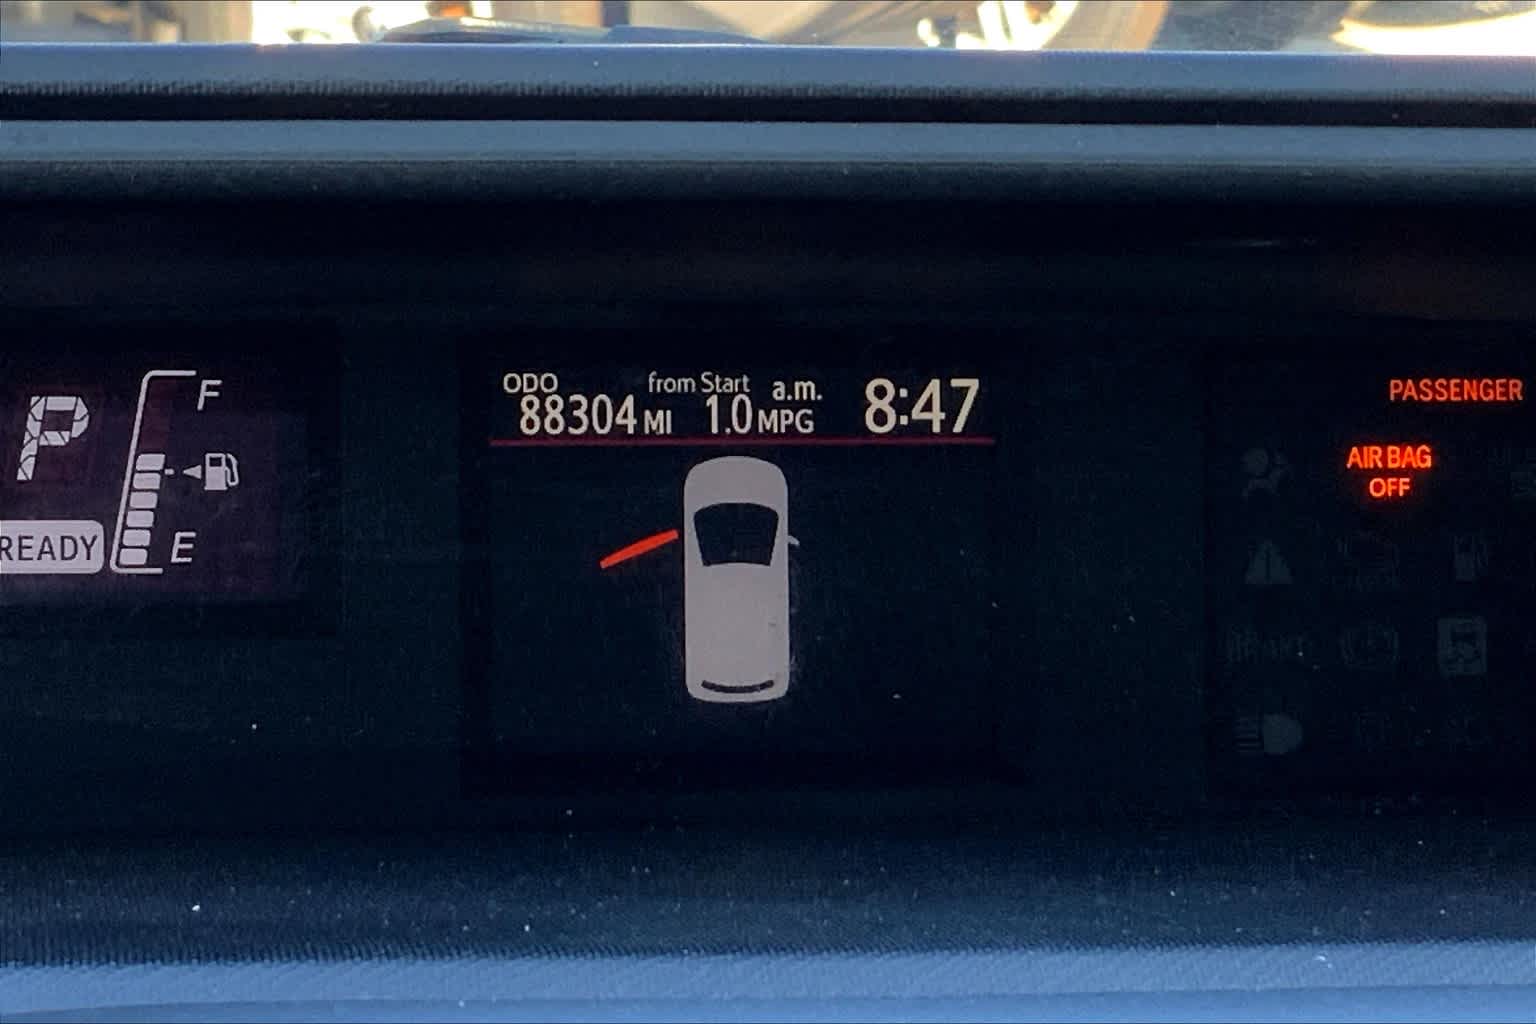 P
F
E
READY
ODO
88304 MI
from Start
1.0 MPG
a.m. 8:47
PASSENGER
AIR BAG
OFF